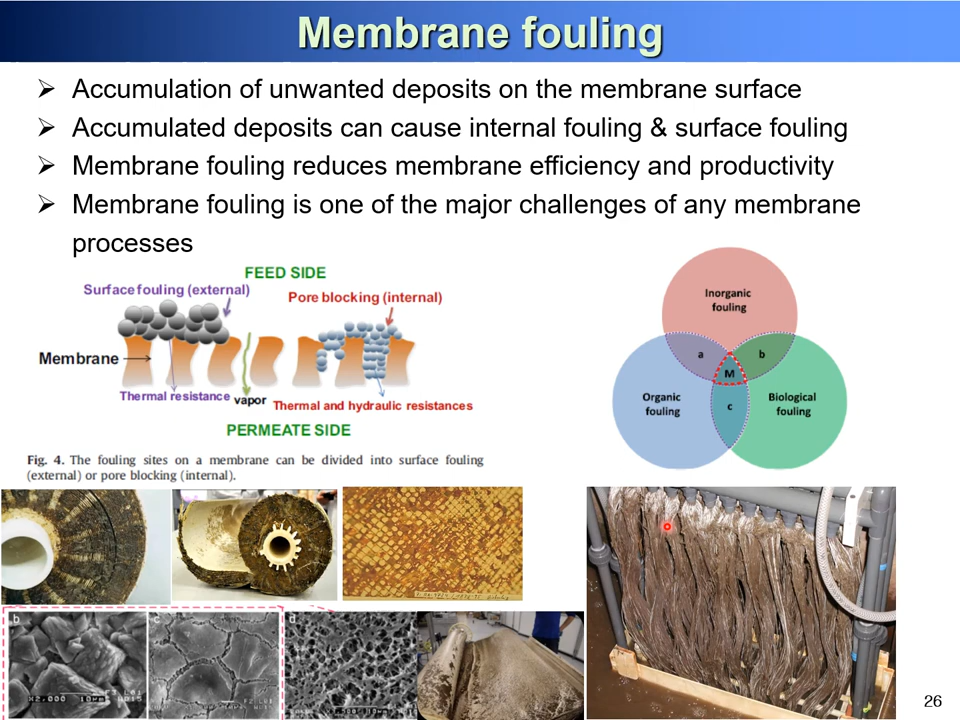 Membrane fouling
➢ Accumulation of unwanted deposits on the membrane surface
➢ Accumulated deposits can cause internal fouling & surface fouling
➢ Membrane fouling reduces membrane efficiency and productivity
➢ Membrane fouling is one of the major challenges of any membrane
processes
FEED SIDE
Surface fouling (external)
Pore blocking (internal)
Membrane
Thermal resistance
vapor
Thermal and hydraulic resistances
PERMEATE SIDE
Fig. 4. The fouling sites on a membrane can be divided into surface fouling
(external) or pore blocking (internal).
Inorganic
fouling
a
b
M
Organic
fouling
Biological
fouling
c
b
c
d
X2,000 10µm
26